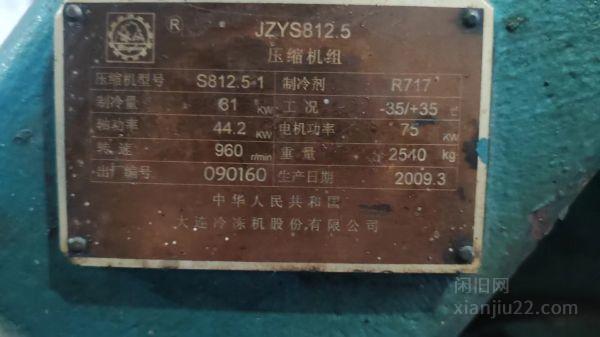 ® JZYS812.5
压缩机组
压缩机型号 S812.5-1 制冷剂 R717
制冷量 81 KW 工况 -35/+35 ℃
轴功率 44.2 KW 电机功率 75 KW
转速 960 r/min 重量 2540 kg
出厂编号 090160 生产日期 2009.3
中华人民共和国
大连冷冻机股份有限公司
闲旧网
xianjiu22.com